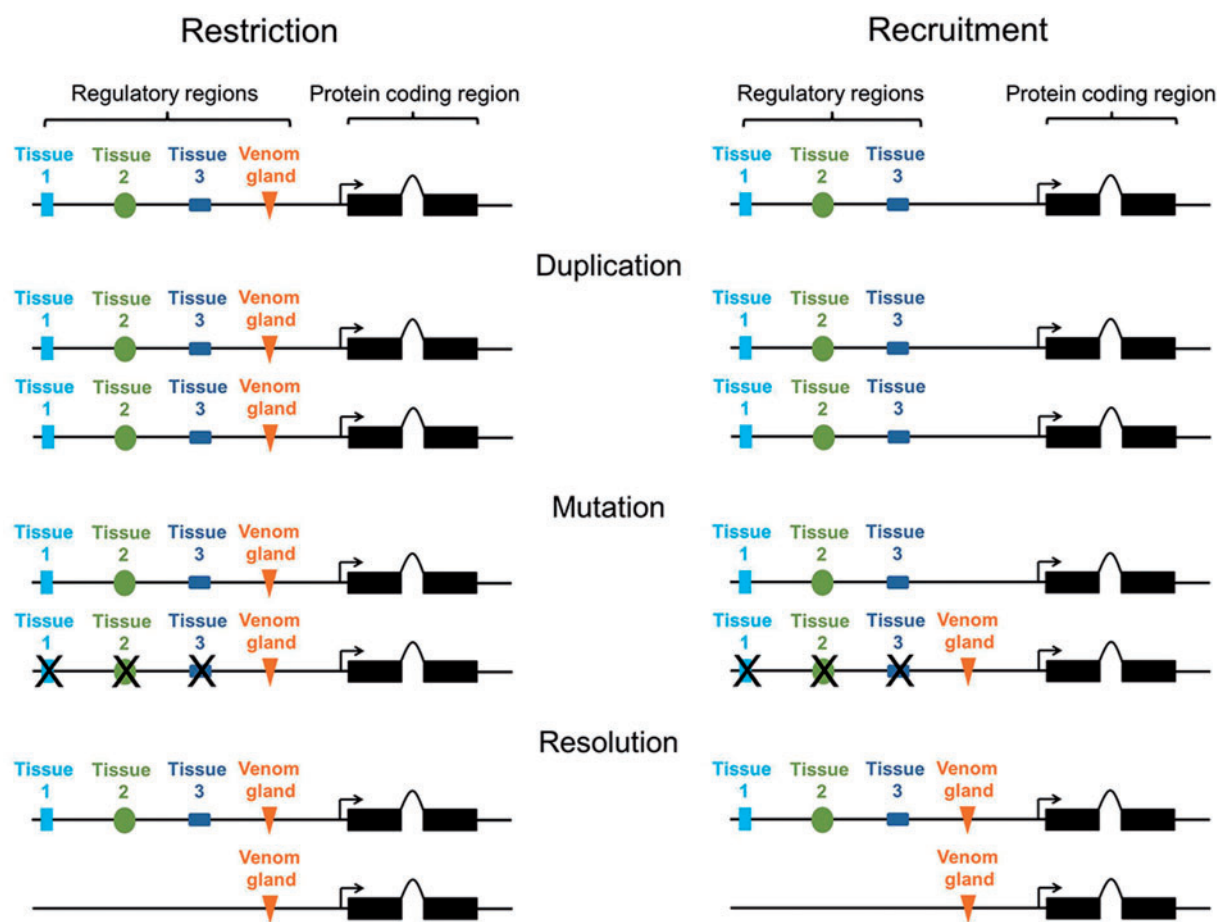 Restriction Recruitment
Regulatory regions Protein coding region Regulatory regions Protein coding region
Tissue Tissue Tissue Venom Tissue Tissue Tissue
1 2 3 gland 1 2 3
Duplication
Tissue Tissue Tissue Venom Tissue Tissue Tissue
1 2 3 gland 1 2 3
Tissue Tissue Tissue Venom Tissue Tissue Tissue
1 2 3 gland 1 2 3
Mutation
Tissue Tissue Tissue Venom Tissue Tissue Tissue
1 2 3 gland 1 2 3
Tissue Tissue Tissue Venom Tissue Tissue Tissue Venom
1 2 3 gland 1 2 3 gland
Resolution
Tissue Tissue Tissue Venom Tissue Tissue Tissue Venom
1 2 3 gland 1 2 3 gland
Venom Venom
gland gland